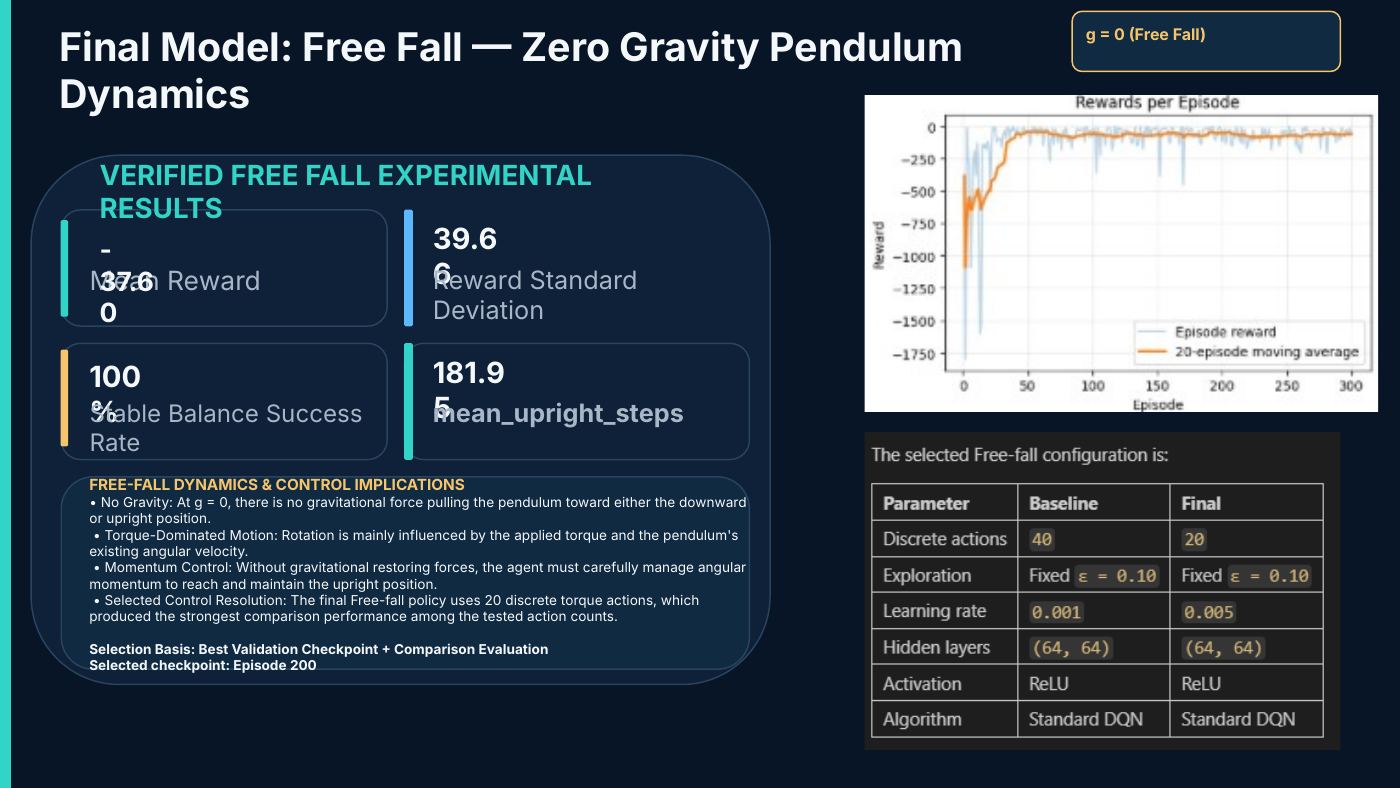 Final Model: Free Fall — Zero Gravity Pendulum
Dynamics
g = 0 (Free Fall)
VERIFIED FREE FALL EXPERIMENTAL
RESULTS
-
37.6
0
Mean Reward
39.6
6
Reward Standard
Deviation
100
%
Stable Balance Success
Rate
181.9
5
mean_upright_steps
FREE-FALL DYNAMICS & CONTROL IMPLICATIONS
• No Gravity: At g = 0, there is no gravitational force pulling the pendulum toward either the downward
or upright position.
• Torque-Dominated Motion: Rotation is mainly influenced by the applied torque and the pendulum's
existing angular velocity.
• Momentum Control: Without gravitational restoring forces, the agent must carefully manage angular
momentum to reach and maintain the upright position.
• Selected Control Resolution: The final Free-fall policy uses 20 discrete torque actions, which
produced the strongest comparison performance among the tested action counts.
Selection Basis: Best Validation Checkpoint + Comparison Evaluation
Selected checkpoint: Episode 200
Rewards per Episode
Reward
0
−250
−500
−750
−1000
−1250
−1500
−1750
Episode reward
20-episode moving average
0 50 100 150 200 250 300
Episode
The selected Free-fall configuration is:
Parameter Baseline Final
Discrete actions 40 20
Exploration Fixed ε = 0.10 Fixed ε = 0.10
Learning rate 0.001 0.005
Hidden layers (64, 64) (64, 64)
Activation ReLU ReLU
Algorithm Standard DQN Standard DQN